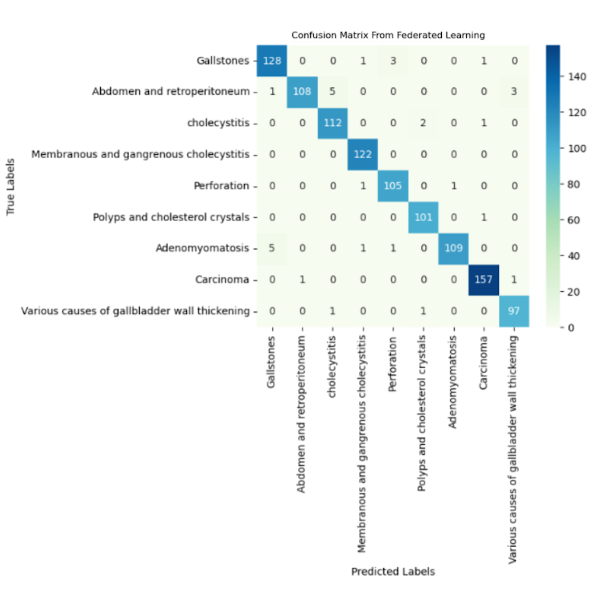 Confusion Matrix From Federated Learning
True Labels
Gallstones 128 0 0 1 3 0 0 1 0
Abdomen and retroperitoneum 1 108 5 0 0 0 0 0 3
cholecystitis 0 0 112 0 0 2 0 1 0
Membranous and gangrenous cholecystitis 0 0 0 122 0 0 0 0 0
Perforation 0 0 0 1 105 0 1 0 0
Polyps and cholesterol crystals 0 0 0 0 0 101 0 1 0
Adenomyomatosis 5 0 0 1 1 0 109 0 0
Carcinoma 0 1 0 0 0 0 0 157 1
Various causes of gallbladder wall thickening 0 0 1 0 0 1 0 0 97
Gallstones
Abdomen and retroperitoneum
cholecystitis
Membranous and gangrenous cholecystitis
Perforation
Polyps and cholesterol crystals
Adenomyomatosis
Carcinoma
Various causes of gallbladder wall thickening
Predicted Labels
140
120
100
80
60
40
20
0